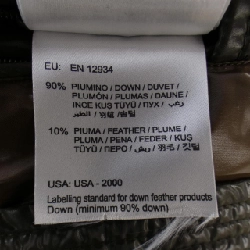 EU: EN 12934
90% PIUMINO / DOWN / DUVET /
PLUMÓN / PLUMAS / DAUNE /
INCE KUŞ TÜYÜ / ПУХ /
10% PIUMA / FEATHER / PLUME /
PLUMA / PENA / FEDER / KUŞ
TÜYÜ / ПЕРО /
USA: USA - 2000
Labelling standard for down feather products
Down (minimum 90% down)